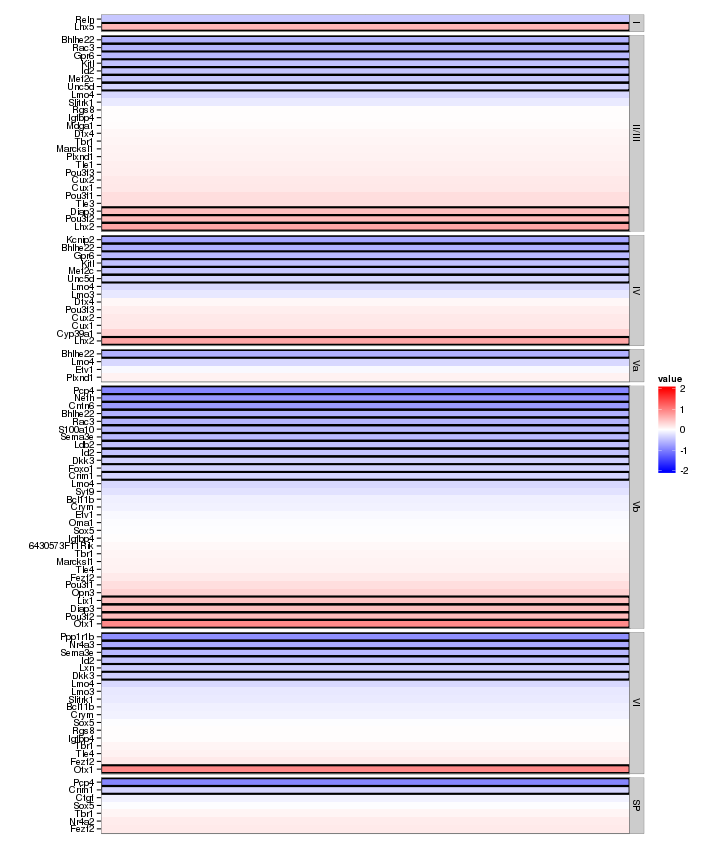 Reln
Lhx5
I
Bhlhe22
Rac3
Gpr6
Kitl
Id2
Mef2c
Unc5d
Lmo4
Slitrk1
Rgs8
Igfbp4
Mdga1
Dtx4
Tbr1
Marcksl1
Plxnd1
Tle1
Pou3f3
Cux2
Cux1
Pou3f1
Tle3
Diap3
Pou3f2
Lhx2
II/III
Kcnip2
Bhlhe22
Gpr6
Kitl
Mef2c
Unc5d
Lmo4
Lmo3
Dtx4
Pou3f3
Cux2
Cux1
Cyp39a1
Lhx2
IV
Bhlhe22
Lmo4
Etv1
Plxnd1
Va
Pcp4
Nefh
Cntn6
Bhlhe22
Rac3
S100a10
Sema3e
Ldb2
Id2
Dkk3
Foxo1
Crim1
Lmo4
Syt9
Bcl11b
Crym
Etv1
Oma1
Sox5
Igfbp4
6430573F11Rik
Tbr1
Marcksl1
Tle4
Fezf2
Pou3f1
Opn3
Lix1
Diap3
Pou3f2
Otx1
Vb
Ppp1r1b
Nr4a3
Sema3e
Id2
Lxn
Dkk3
Lmo4
Lmo3
Slitrk1
Bcl11b
Crym
Sox5
Rgs8
Igfbp4
Tbr1
Tle4
Fezf2
Otx1
VI
Pcp4
Crim1
Ctgf
Sox5
Tbr1
Nr4a2
Fezf2
SP
value
2
1
0
-1
-2